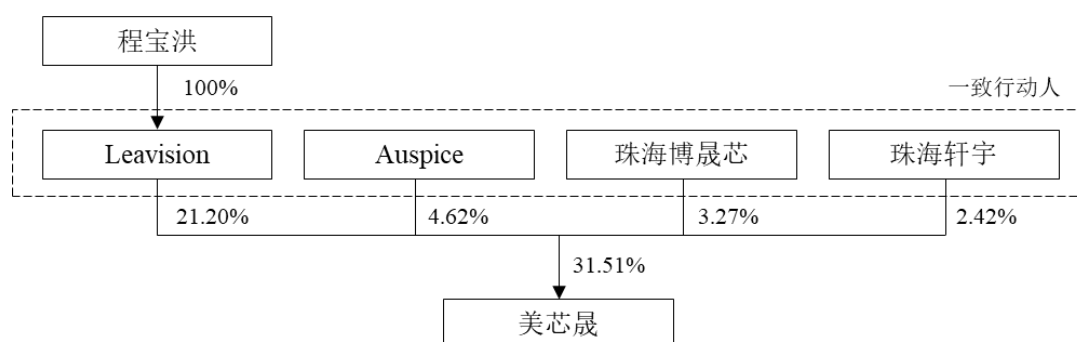 程宝洪
100%
一致行动人
Leavision
Auspice
珠海博晟芯
珠海轩宇
21.20%
4.62%
3.27%
2.42%
31.51%
美芯晟